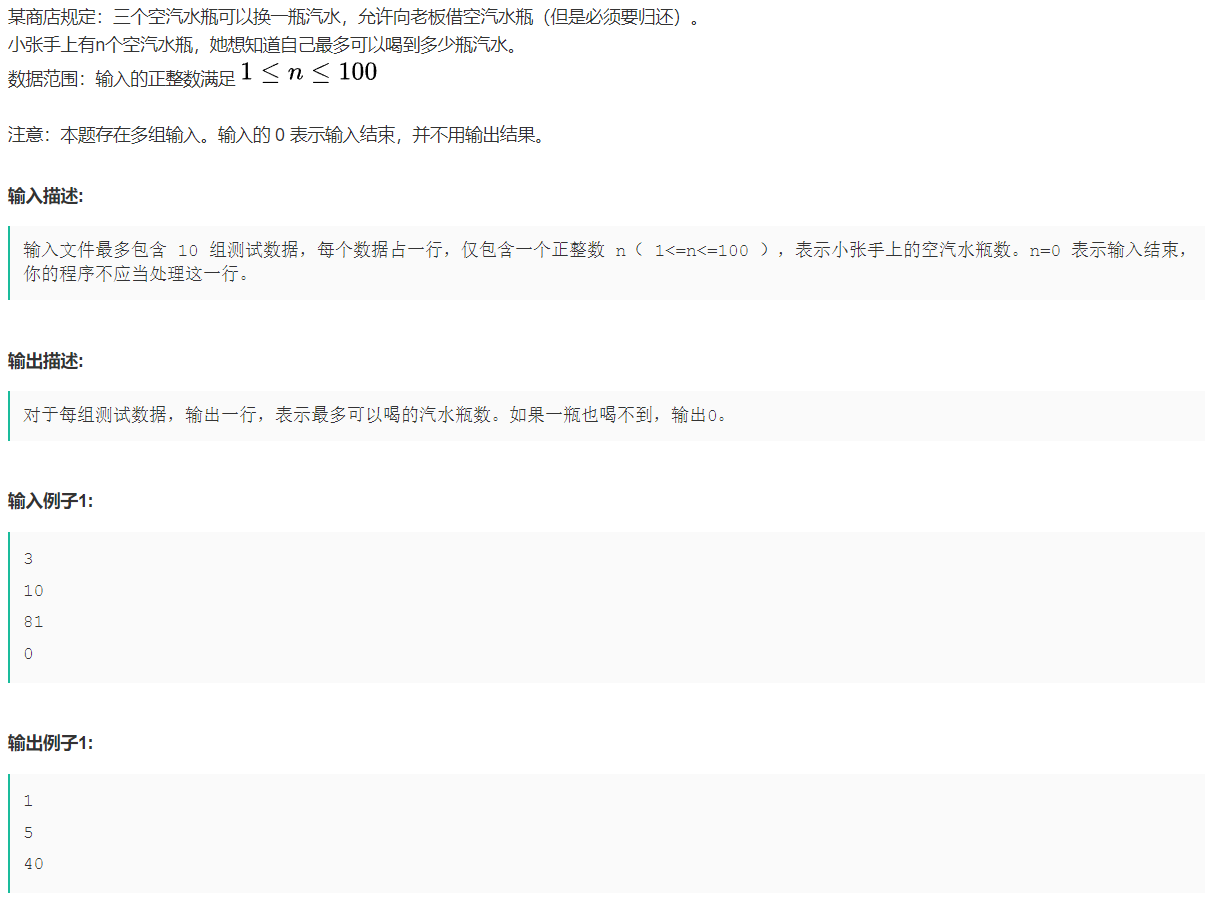 某商店规定：三个空汽水瓶可以换一瓶汽水，允许向老板借空汽水瓶（但是必须要归还）。
小张手上有n个空汽水瓶，她想知道自己最多可以喝到多少瓶汽水。
数据范围：输入的正整数满足 1 ≤ n ≤ 100
注意：本题存在多组输入。输入的 0 表示输入结束，并不用输出结果。
输入描述:
输入文件最多包含 10 组测试数据，每个数据占一行，仅包含一个正整数 n（ 1<=n<=100 ），表示小张手上的空汽水瓶数。n=0 表示输入结束，
你的程序不应当处理这一行。
输出描述:
对于每组测试数据，输出一行，表示最多可以喝的汽水瓶数。如果一瓶也喝不到，输出0。
输入例子1:
3
10
81
0
输出例子1:
1
5
40